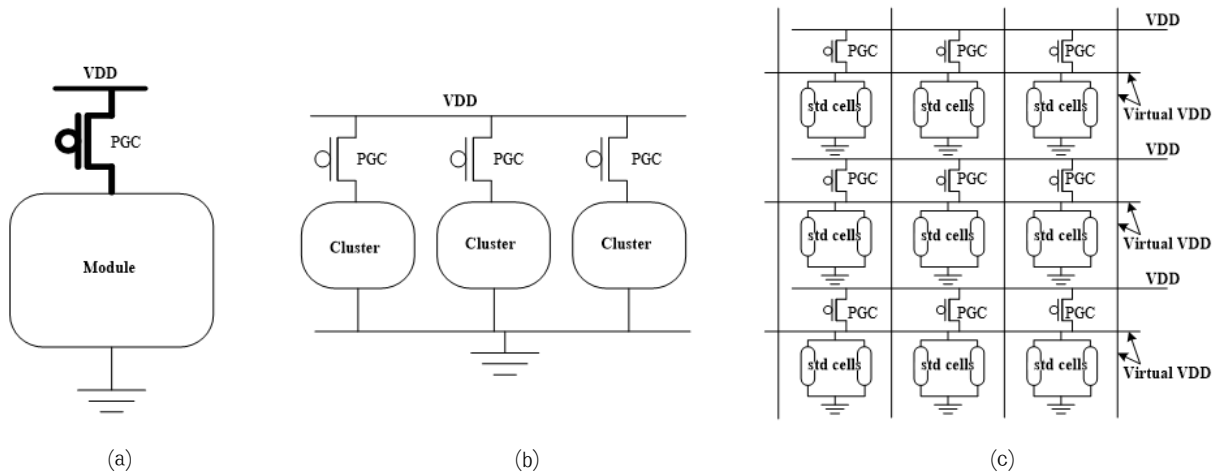 VDD
PGC
Module
(a)
VDD
PGC PGC PGC
Cluster Cluster Cluster
(b)
VDD
PGC PGC PGC
std cells std cells std cells
Virtual VDD
VDD
PGC PGC PGC
std cells std cells std cells
Virtual VDD
VDD
PGC PGC PGC
std cells std cells std cells
Virtual VDD
(c)